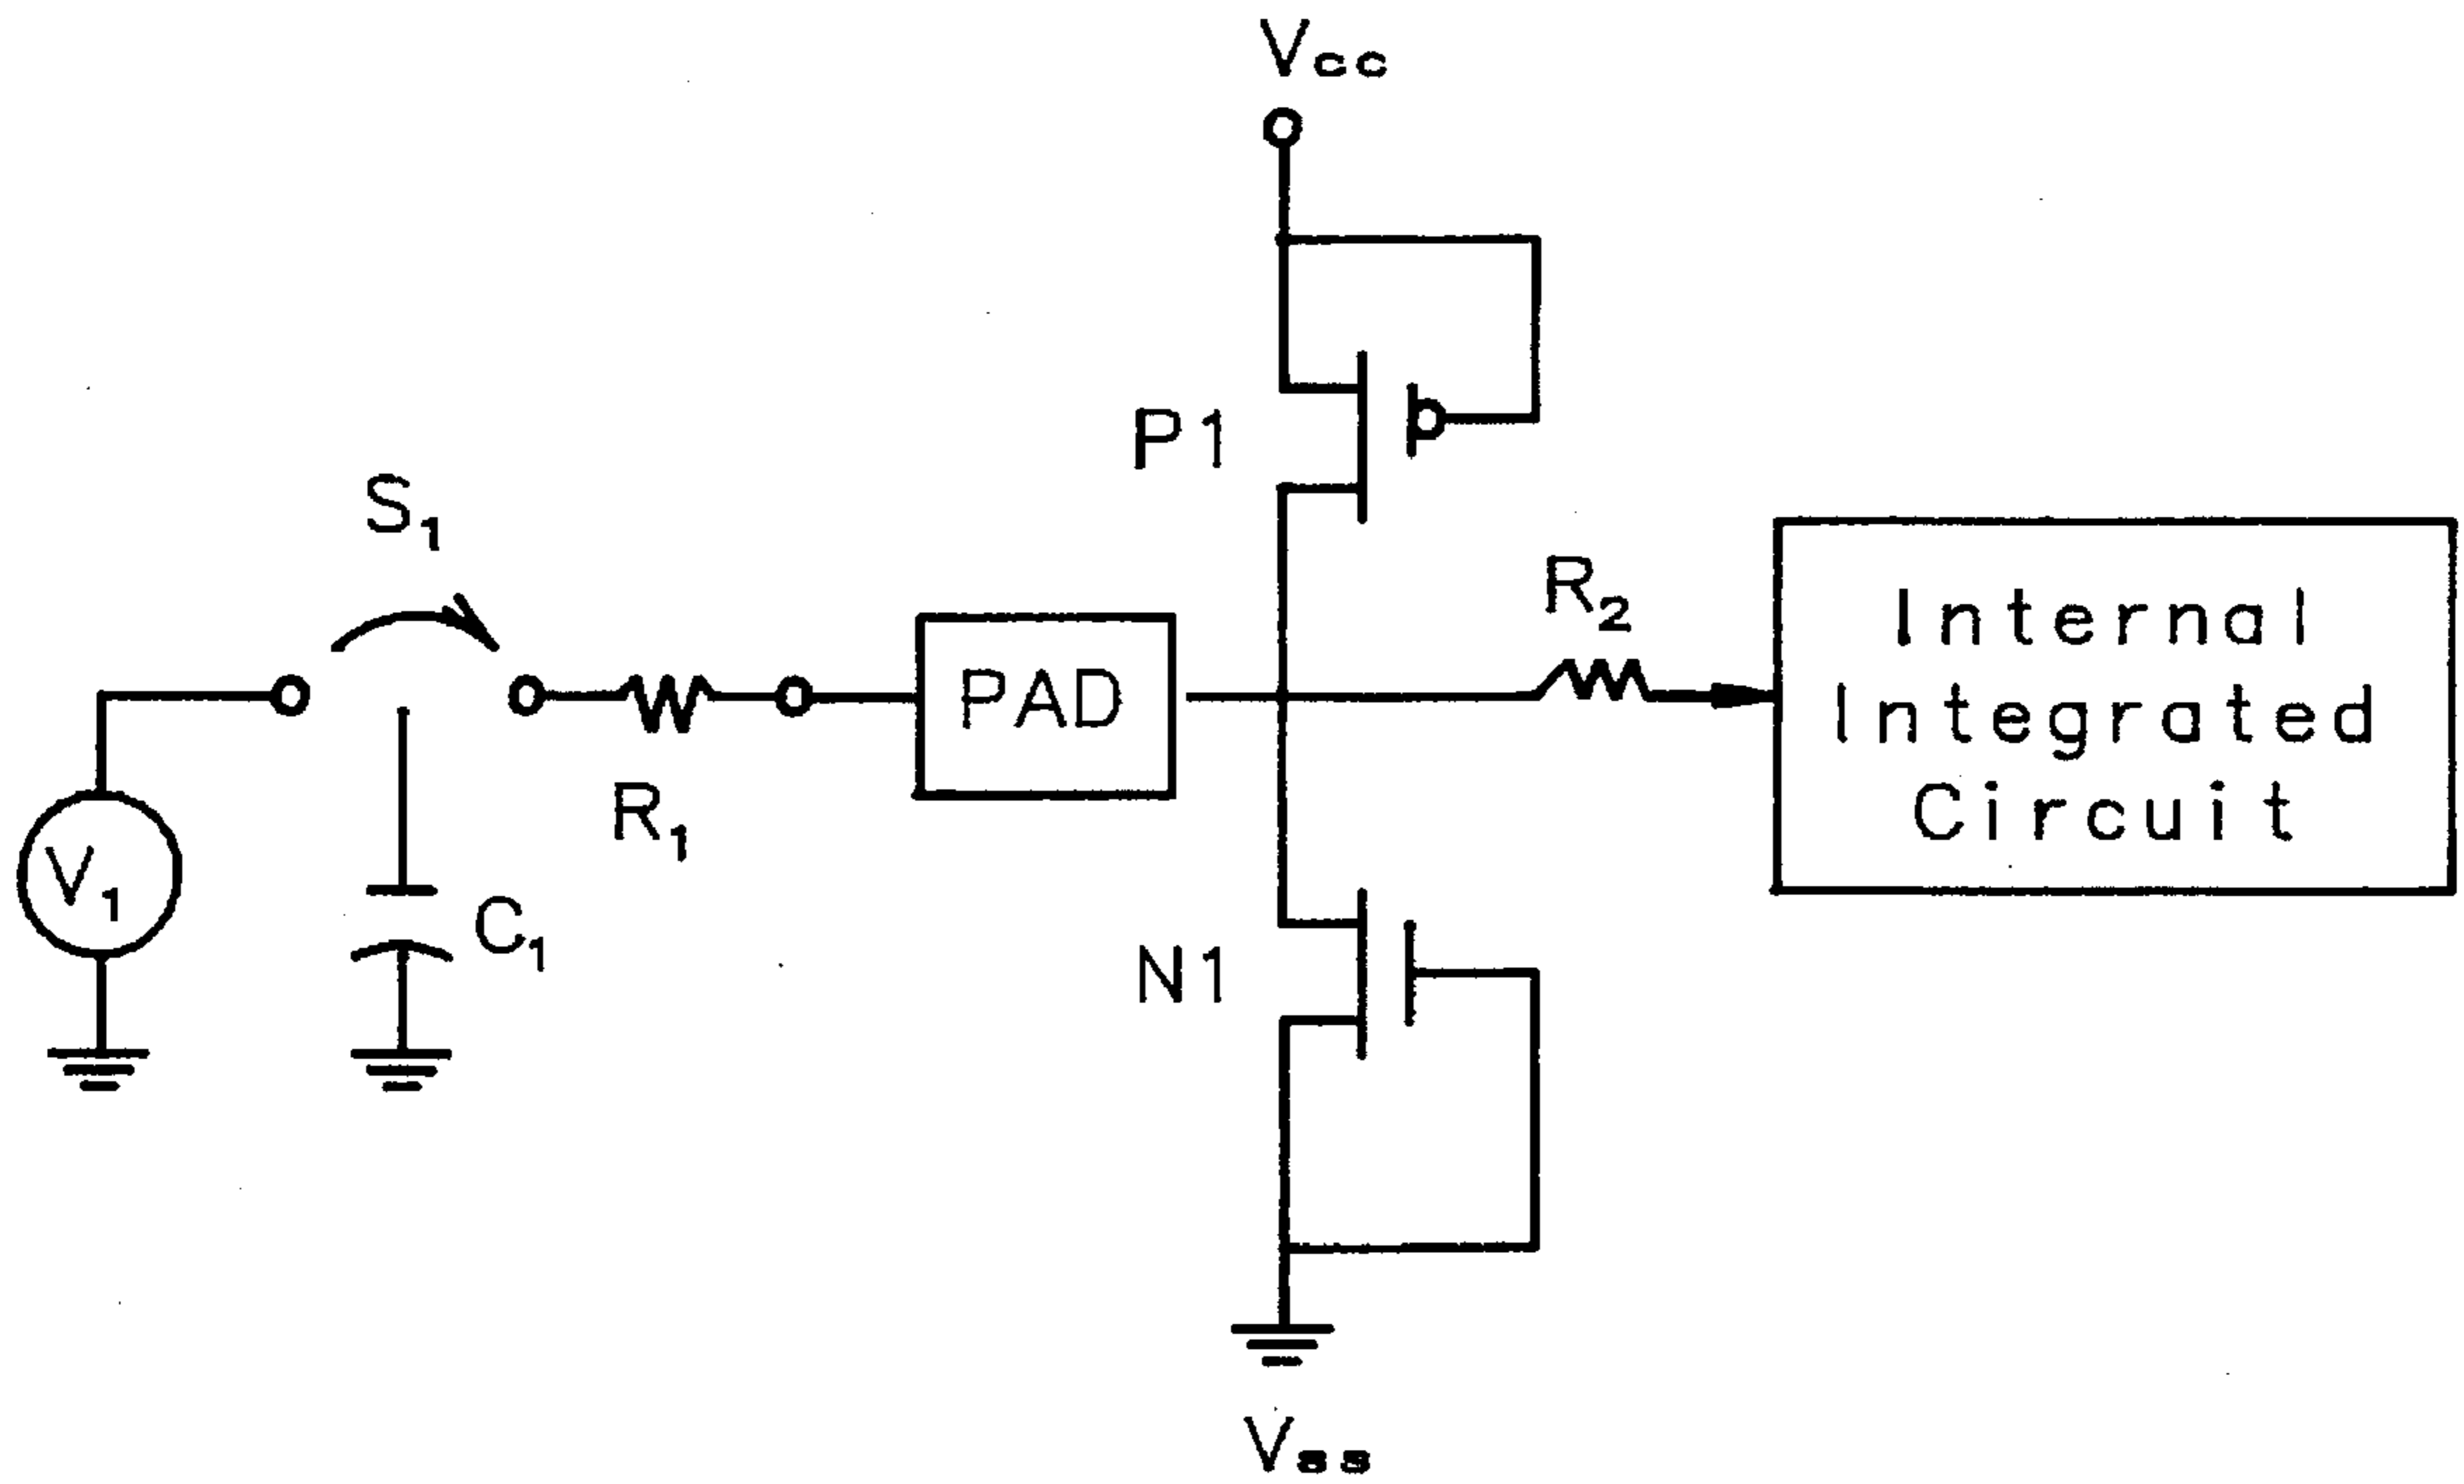 Vcc
P1
S1
R2
Internal
Integrated
Circuit
PAD
R1
V1
C1
N1
Vss